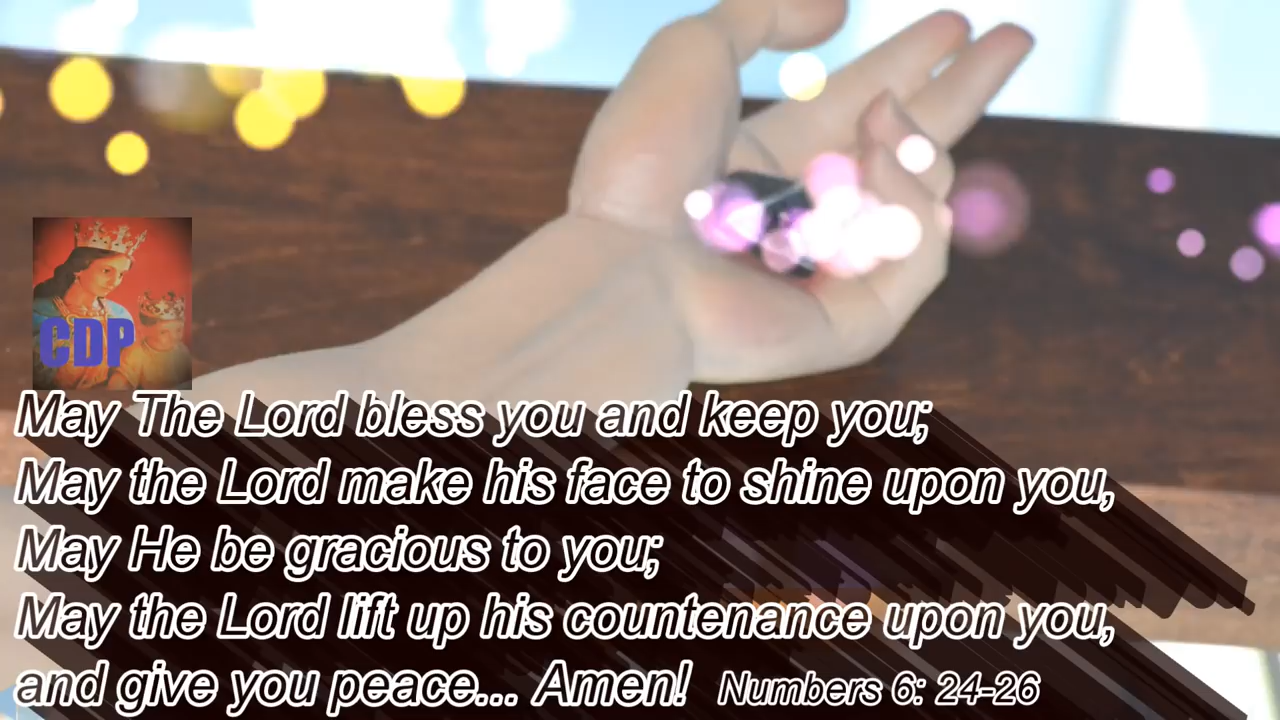 CDP
May The Lord bless you and keep you;
May the Lord make his face to shine upon you,
May He be gracious to you;
May the Lord lift up his countenance upon you,
and give you peace... Amen! Numbers 6: 24-26